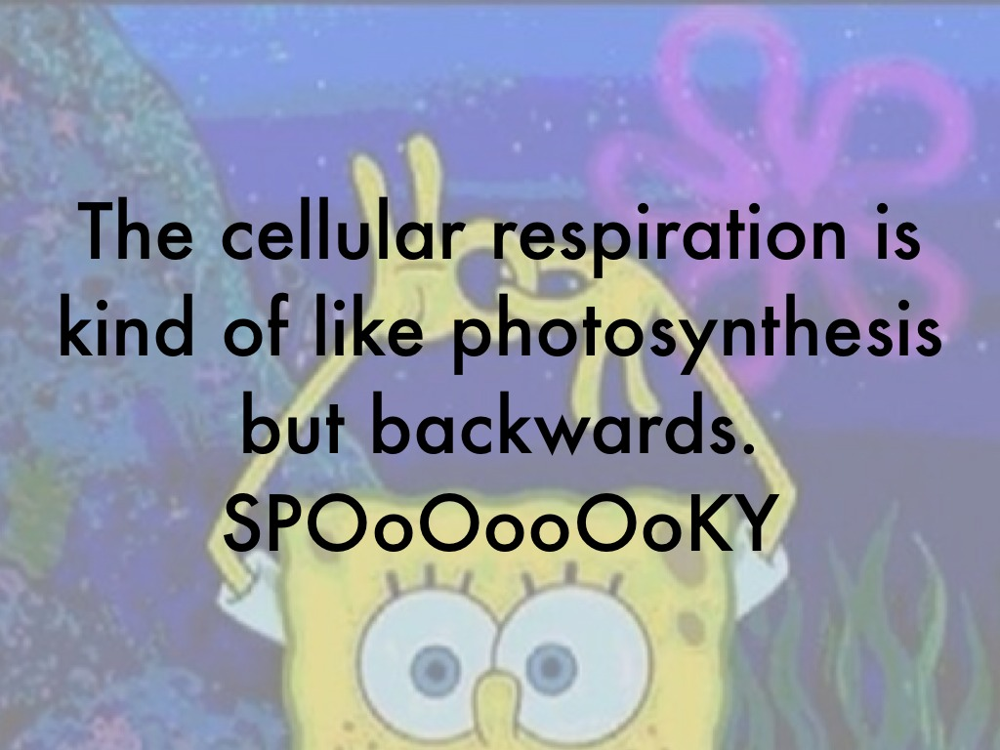 The cellular respiration is
kind of like photosynthesis
but backwards.
SPOoOooOoKY